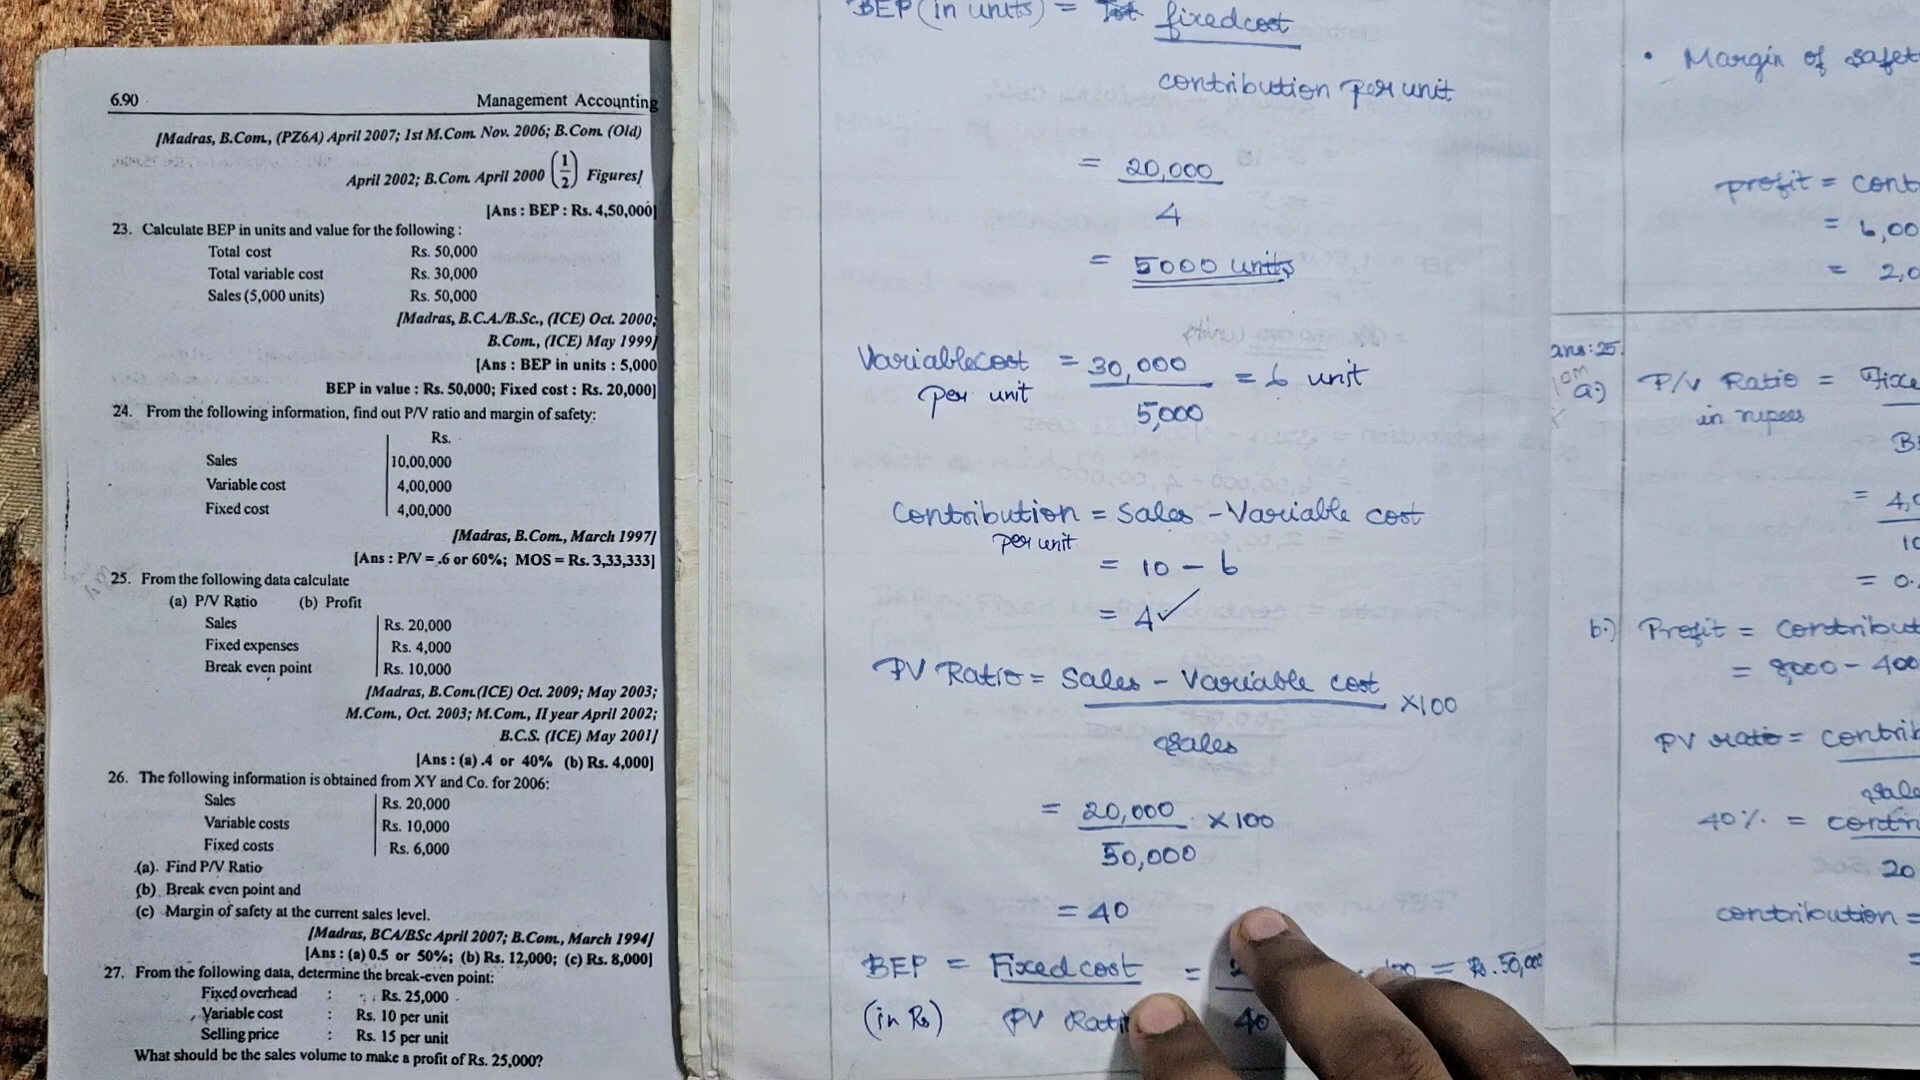 6.90 Management Accounting
[Madras, B.Com., (PZ6A) April 2007; 1st M.Com. Nov. 2006; B.Com. (Old)
April 2002; B.Com. April 2000 (1/2) Figures]
[Ans : BEP : Rs. 4,50,000]
23. Calculate BEP in units and value for the following :
Total cost Rs. 50,000
Total variable cost Rs. 30,000
Sales (5,000 units) Rs. 50,000
[Madras, B.C.A./B.Sc., (ICE) Oct. 2000;
B.Com., (ICE) May 1999]
[Ans : BEP in units : 5,000
BEP in value : Rs. 50,000; Fixed cost : Rs. 20,000]
24. From the following information, find out P/V ratio and margin of safety:
Rs.
Sales 10,00,000
Variable cost 4,00,000
Fixed cost 4,00,000
[Madras, B.Com., March 1997]
[Ans : P/V = .6 or 60%; MOS = Rs. 3,33,333]
25. From the following data calculate
(a) P/V Ratio (b) Profit
Sales Rs. 20,000
Fixed expenses Rs. 4,000
Break even point Rs. 10,000
[Madras, B.Com.(ICE) Oct. 2009; May 2003;
M.Com., Oct. 2003; M.Com., II year April 2002;
B.C.S. (ICE) May 2001]
[Ans : (a) .4 or 40% (b) Rs. 4,000]
26. The following information is obtained from XY and Co. for 2006:
Sales Rs. 20,000
Variable costs Rs. 10,000
Fixed costs Rs. 6,000
(a). Find P/V Ratio
(b) Break even point and
(c) Margin of safety at the current sales level.
[Madras, BCA/BSc April 2007; B.Com., March 1994]
[Ans : (a) 0.5 or 50%; (b) Rs. 12,000; (c) Rs. 8,000]
27. From the following data, determine the break-even point:
Fixed overhead : Rs. 25,000
Variable cost : Rs. 10 per unit
Selling price : Rs. 15 per unit
What should be the sales volume to make a profit of Rs. 25,000?
BEP (in units) = fixed cost
contribution per unit
= 20,000
4
= 5000 units
Variable cost = 30,000 = 6 unit
per unit 5,000
Contribution = Sales - Variable cost
per unit
= 10 - 6
= 4 ✓
PV Ratio = Sales - Variable cost ×100
Sales
= 20,000 ×100
50,000
= 40
BEP = Fixed cost = = Rs. 50,000
(in Rs) PV 40
• Margin of
profit =
= 6,00
= 2,0
ans: 25.
10M
a.) P/V Ratio =
in rupees
= 4,0
10
= 0.
b.) Profit =
= 8000 - 400
PV ratio =
40% =
20
contribution =
=